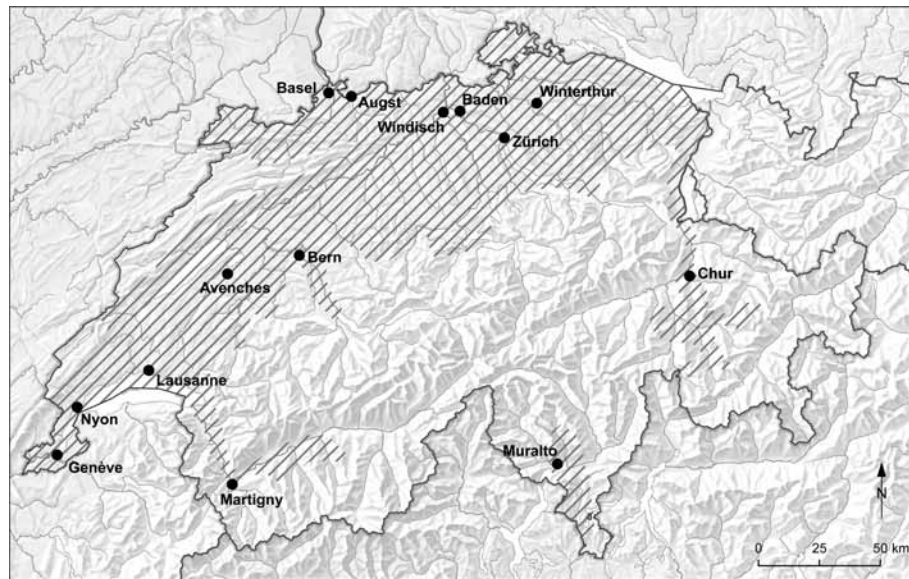 Basel
Augst
Windisch
Baden
Winterthur
Zürich
Bern
Avenches
Chur
Lausanne
Nyon
Genève
Martigny
Muralto
N
0 25 50 km